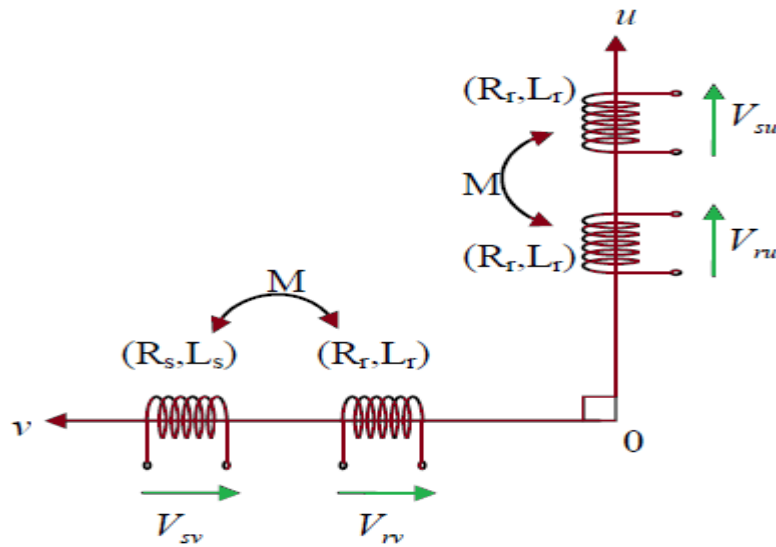 u
(Rr,Lr)
Vsu
M
(Rr,Lr)
Vru
M
(Rs,Ls)
(Rr,Lr)
v
0
Vsv
Vrv